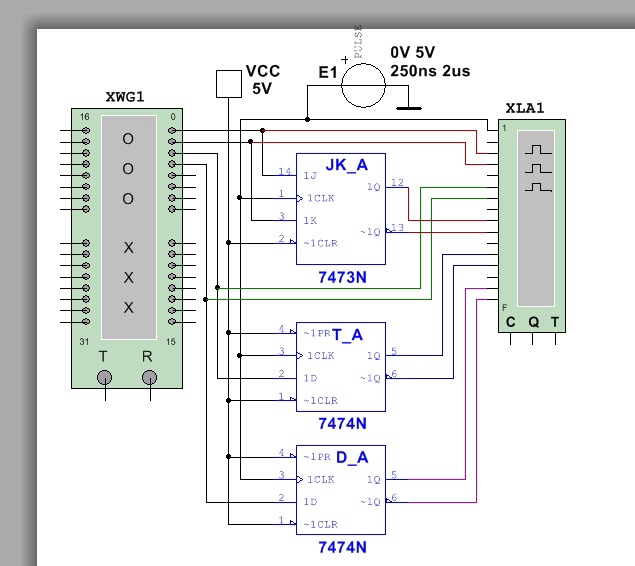 PULSE
0V 5V
E1
250ns 2us
VCC
5V
XWG1
XLA1
16
0
1
O
O
O
X
X
X
31
15
T
R
F
C Q T
JK_A
14
1J
1Q
12
1
1CLK
3
1K
~1Q
13
2
~1CLR
7473N
4
~1PR
T_A
3
1CLK
1Q
5
2
1D
~1Q
6
1
~1CLR
7474N
4
~1PR
D_A
3
1CLK
1Q
5
2
1D
~1Q
6
1
~1CLR
7474N